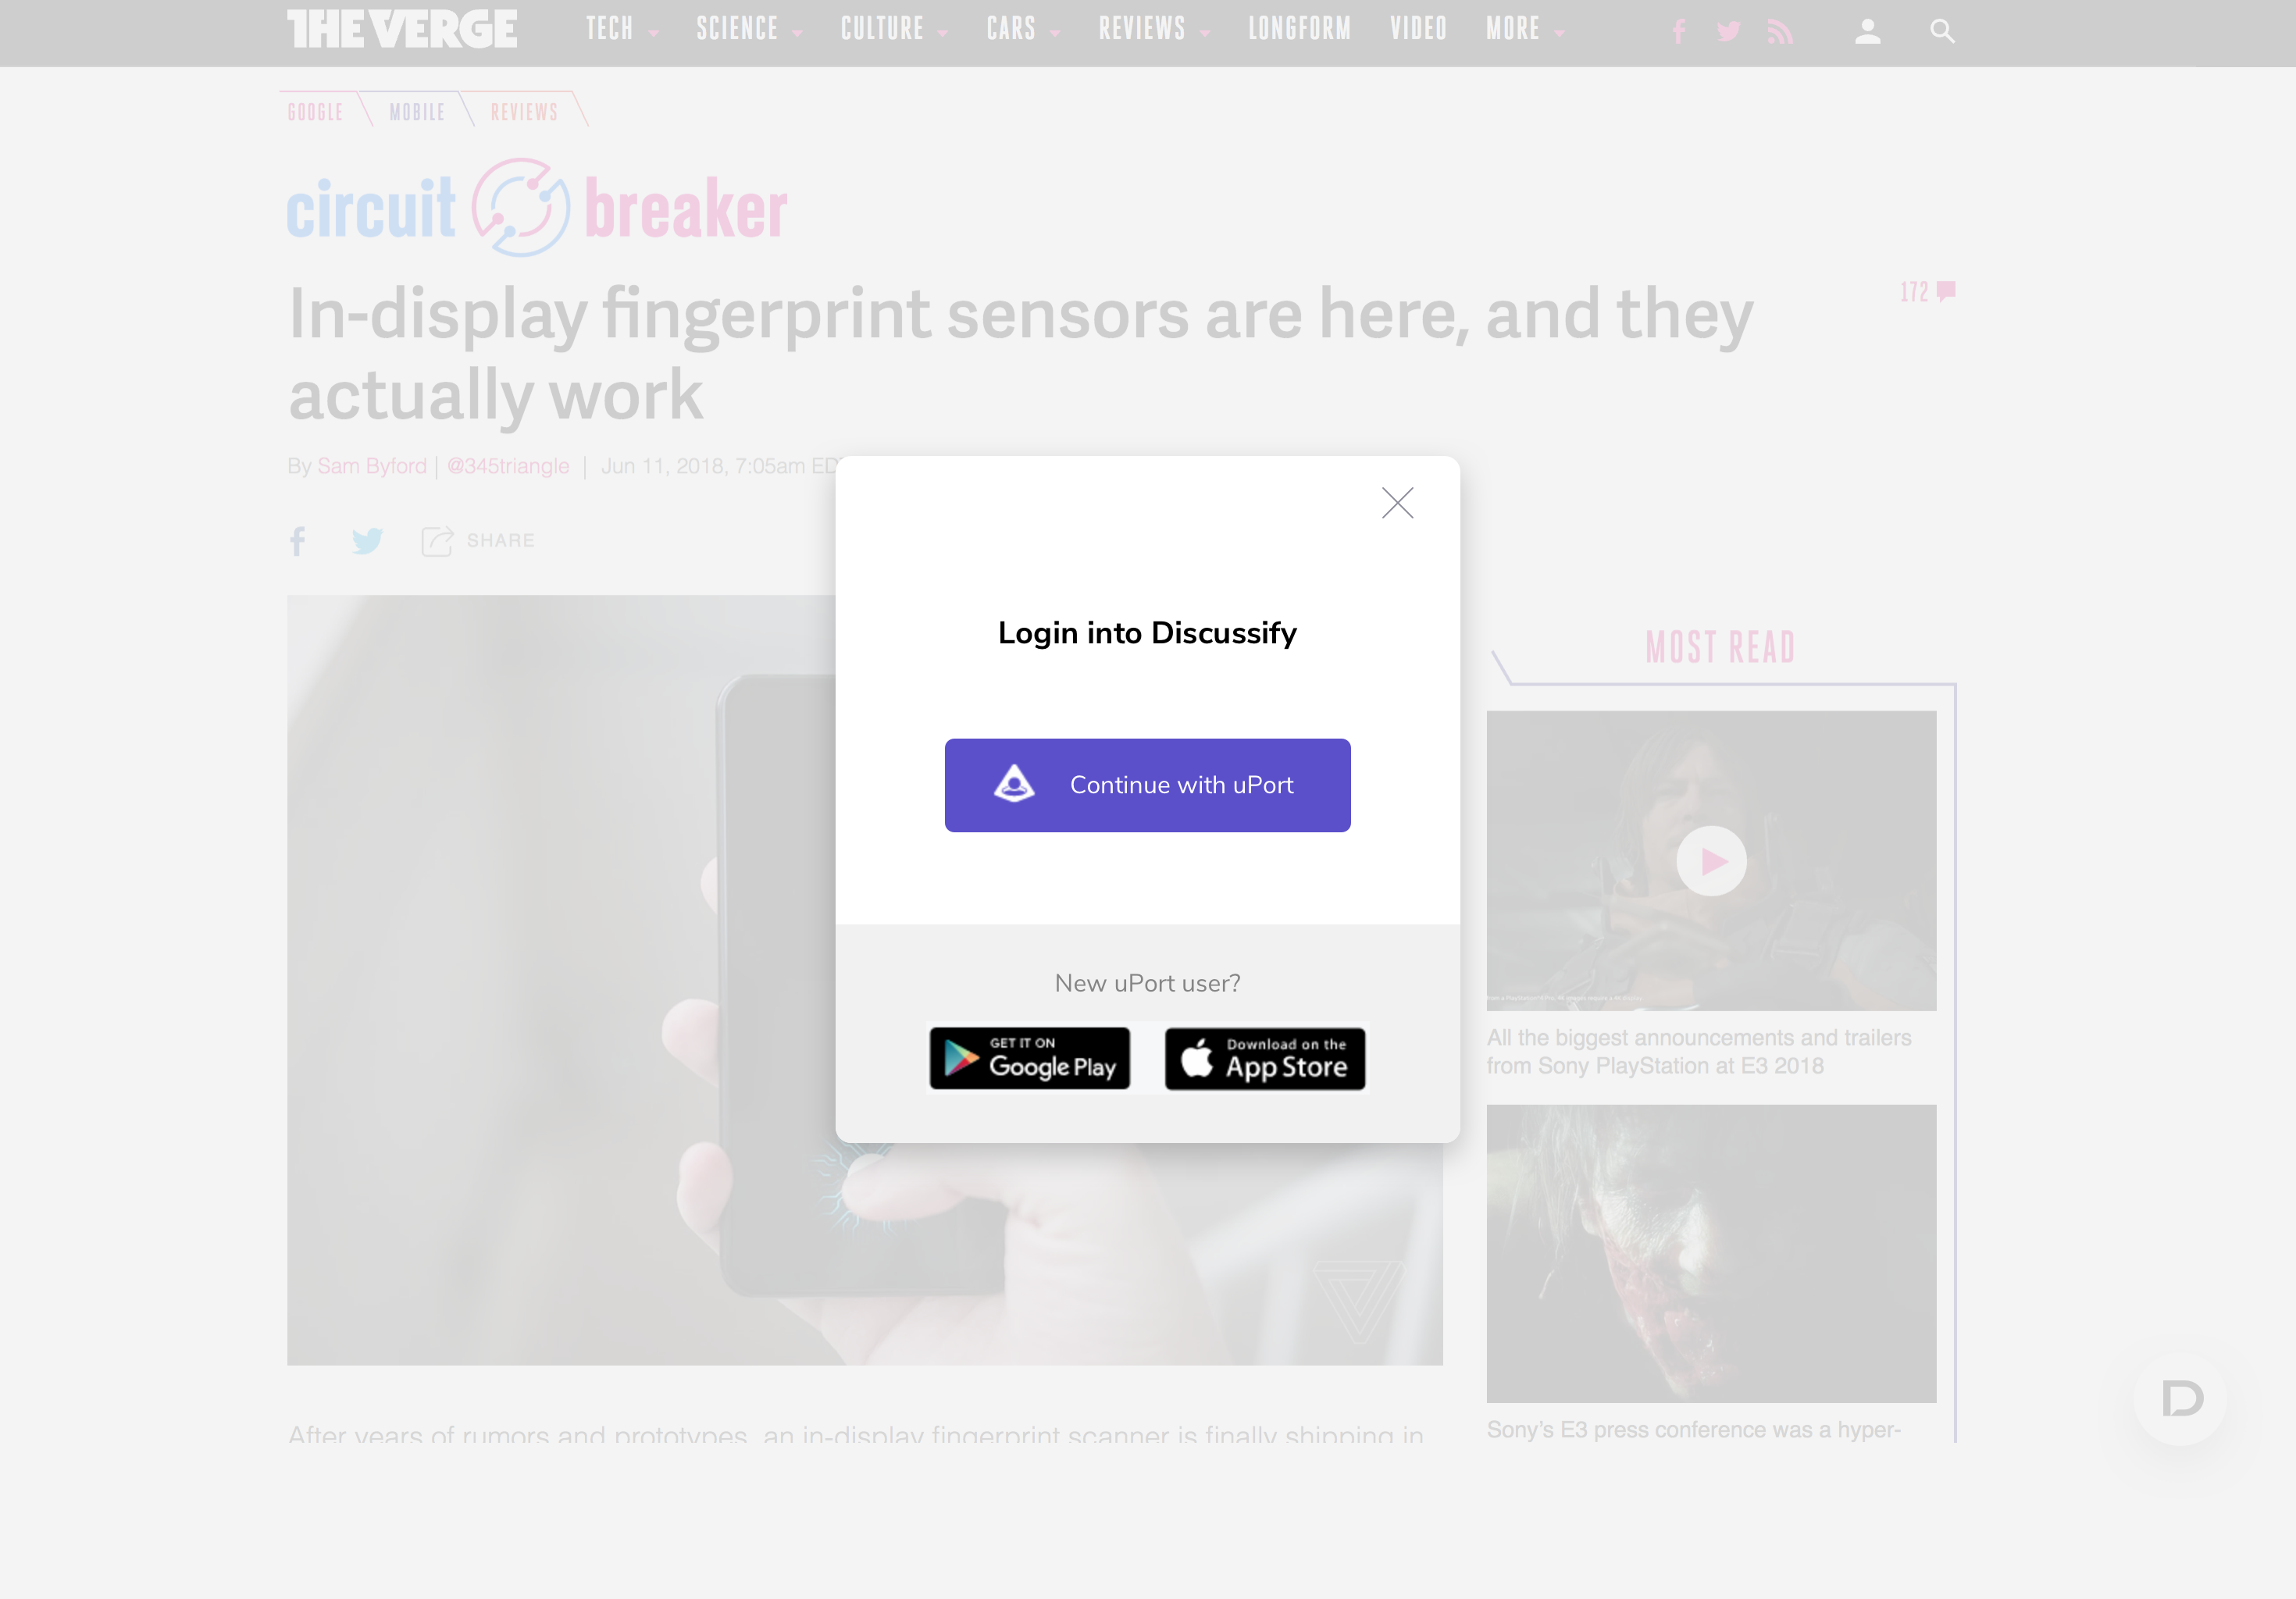 THE VERGE
TECH
SCIENCE
CULTURE
CARS
REVIEWS
LONGFORM
VIDEO
MORE
GOOGLE
MOBILE
REVIEWS
circuit breaker
In-display fingerprint sensors are here, and they
actually work
172
By Sam Byford | @345triangle | Jun 11, 2018, 7:05am
SHARE
Login into Discussify
Continue with uPort
New uPort user?
GET IT ON
Google Play
Download on the
App Store
MOST READ
All the biggest announcements and trailers
from Sony PlayStation at E3 2018
Sony’s E3 press conference was a hyper-
After years of rumors and prototypes, an in-display fingerprint scanner is finally shipping in